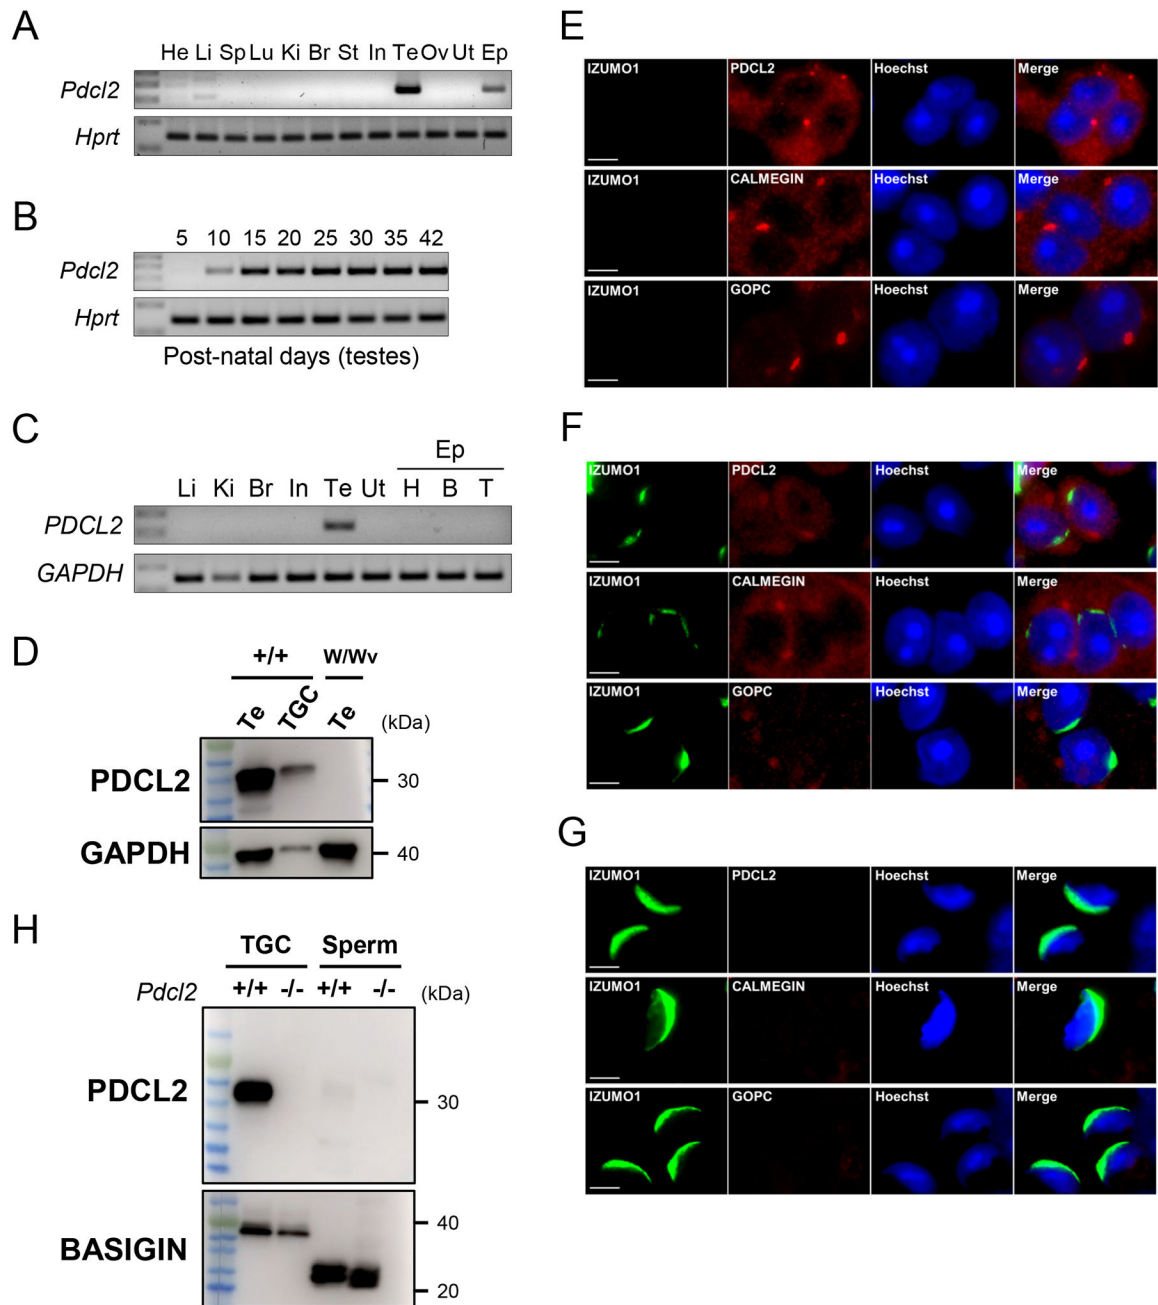 A
He Li Sp Lu Ki Br St In Te Ov Ut Ep
Pdcl2
Hprt
B
5 10 15 20 25 30 35 42
Pdcl2
Hprt
Post-natal days (testes)
C
Ep
Li Ki Br In Te Ut H B T
PDCL2
GAPDH
D
+/+ W/Wv
Te TGC Te (kDa)
PDCL2 30
GAPDH 40
H
TGC Sperm
Pdcl2 +/+ -/- +/+ -/- (kDa)
PDCL2 30
BASIGIN
40
20
E
IZUMO1 PDCL2 Hoechst Merge
IZUMO1 CALMEGIN Hoechst Merge
IZUMO1 GOPC Hoechst Merge
F
IZUMO1 PDCL2 Hoechst Merge
IZUMO1 CALMEGIN Hoechst Merge
IZUMO1 GOPC Hoechst Merge
G
IZUMO1 PDCL2 Hoechst Merge
IZUMO1 CALMEGIN Hoechst Merge
IZUMO1 GOPC Hoechst Merge